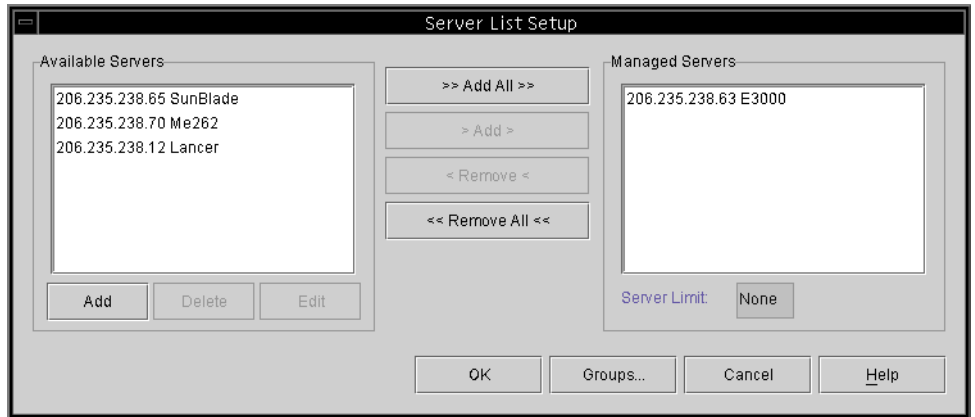 Server List Setup
Available Servers
206.235.238.65 SunBlade
206.235.238.70 Me262
206.235.238.12 Lancer
Add
Delete
Edit
>> Add All >>
> Add >
< Remove <
<< Remove All <<
Managed Servers
206.235.238.63 E3000
Server Limit:
None
OK
Groups...
Cancel
Help